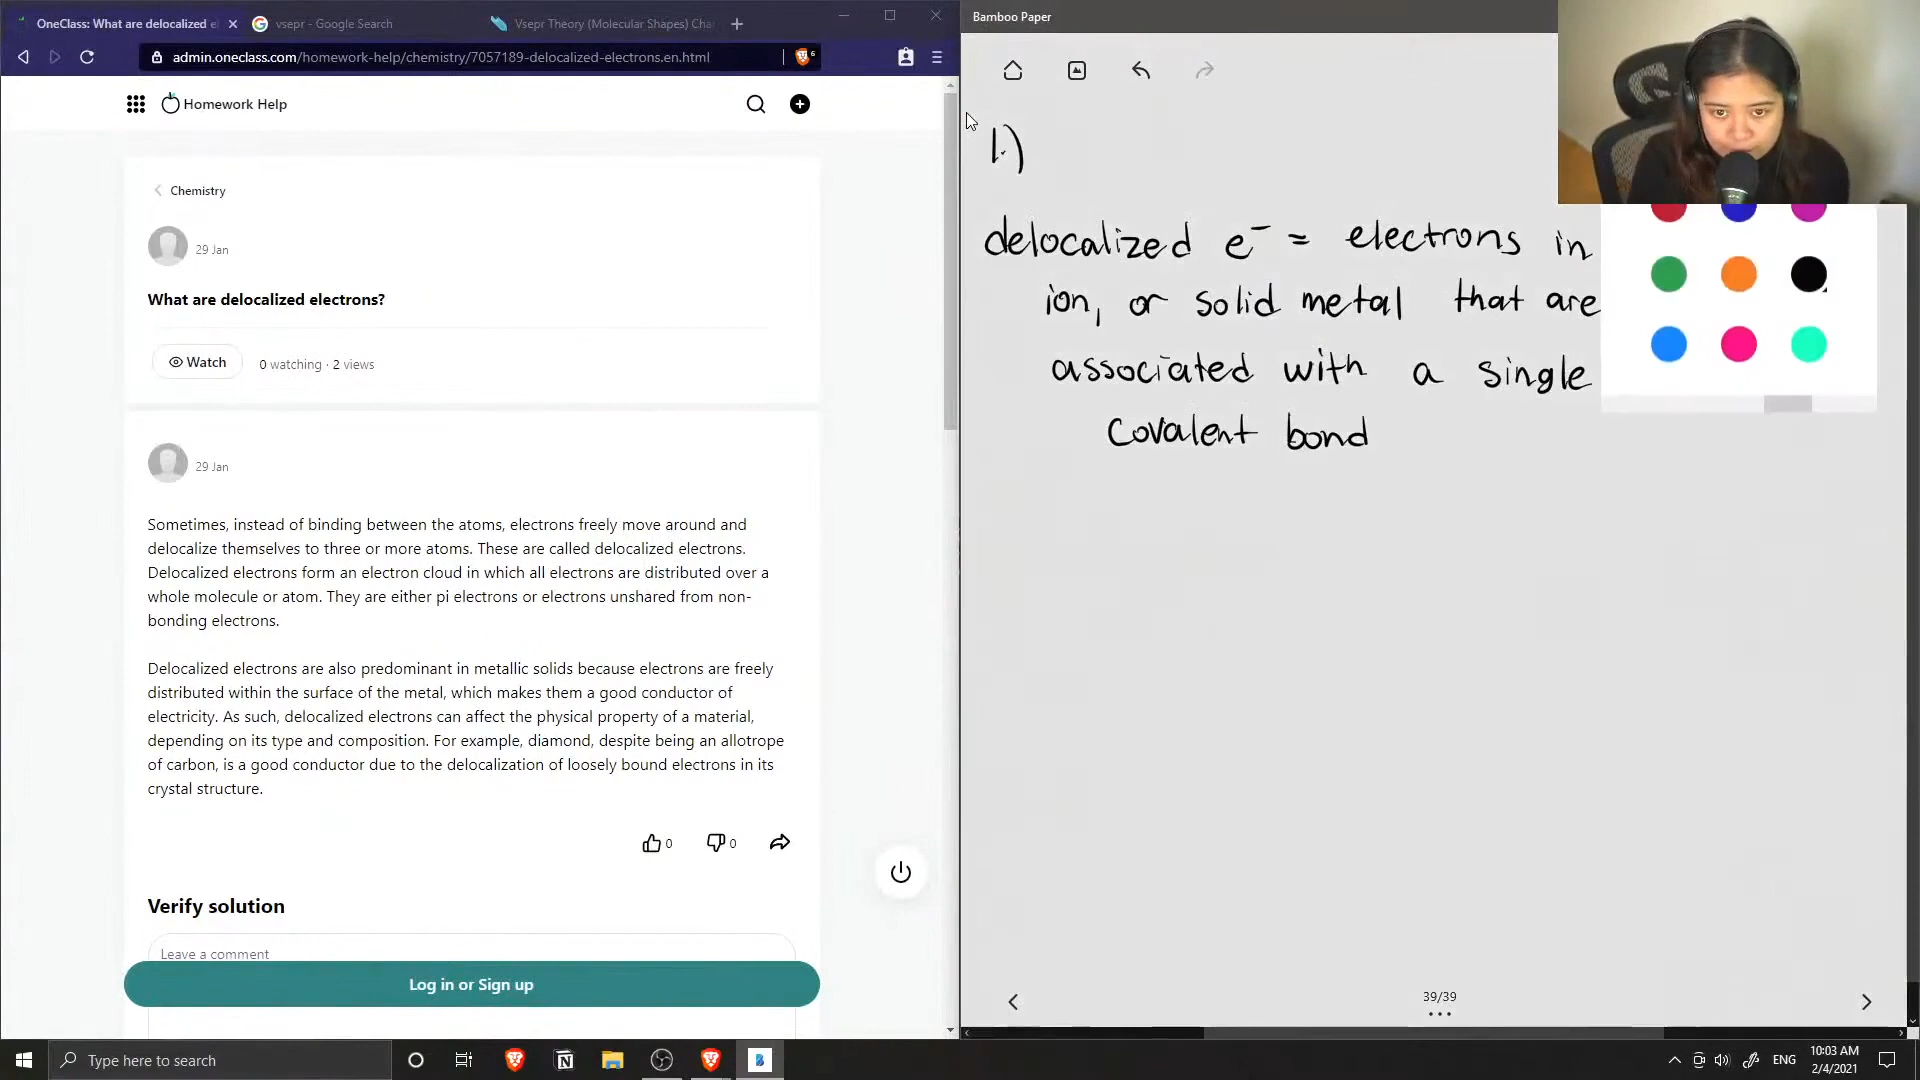 OneClass: What are delocalized e
vsepr - Google Search
Vsepr Theory (Molecular Shapes) Cha
Bamboo Paper
admin.oneclass.com/homework-help/chemistry/7057189-delocalized-electrons.en.html
6
Homework Help
Chemistry
29 Jan
What are delocalized electrons?
Watch
0 watching · 2 views
29 Jan
Sometimes, instead of binding between the atoms, electrons freely move around and
delocalize themselves to three or more atoms. These are called delocalized electrons.
Delocalized electrons form an electron cloud in which all electrons are distributed over a
whole molecule or atom. They are either pi electrons or electrons unshared from non-
bonding electrons.
Delocalized electrons are also predominant in metallic solids because electrons are freely
distributed within the surface of the metal, which makes them a good conductor of
electricity. As such, delocalized electrons can affect the physical property of a material,
depending on its type and composition. For example, diamond, despite being an allotrope
of carbon, is a good conductor due to the delocalization of loosely bound electrons in its
crystal structure.
0
0
Verify solution
Leave a comment
Log in or Sign up
1.)
delocalized e⁻ = electrons in
ion, or solid metal that are
associated with a single
covalent bond
39/39
Type here to search
ENG
10:03 AM
2/4/2021